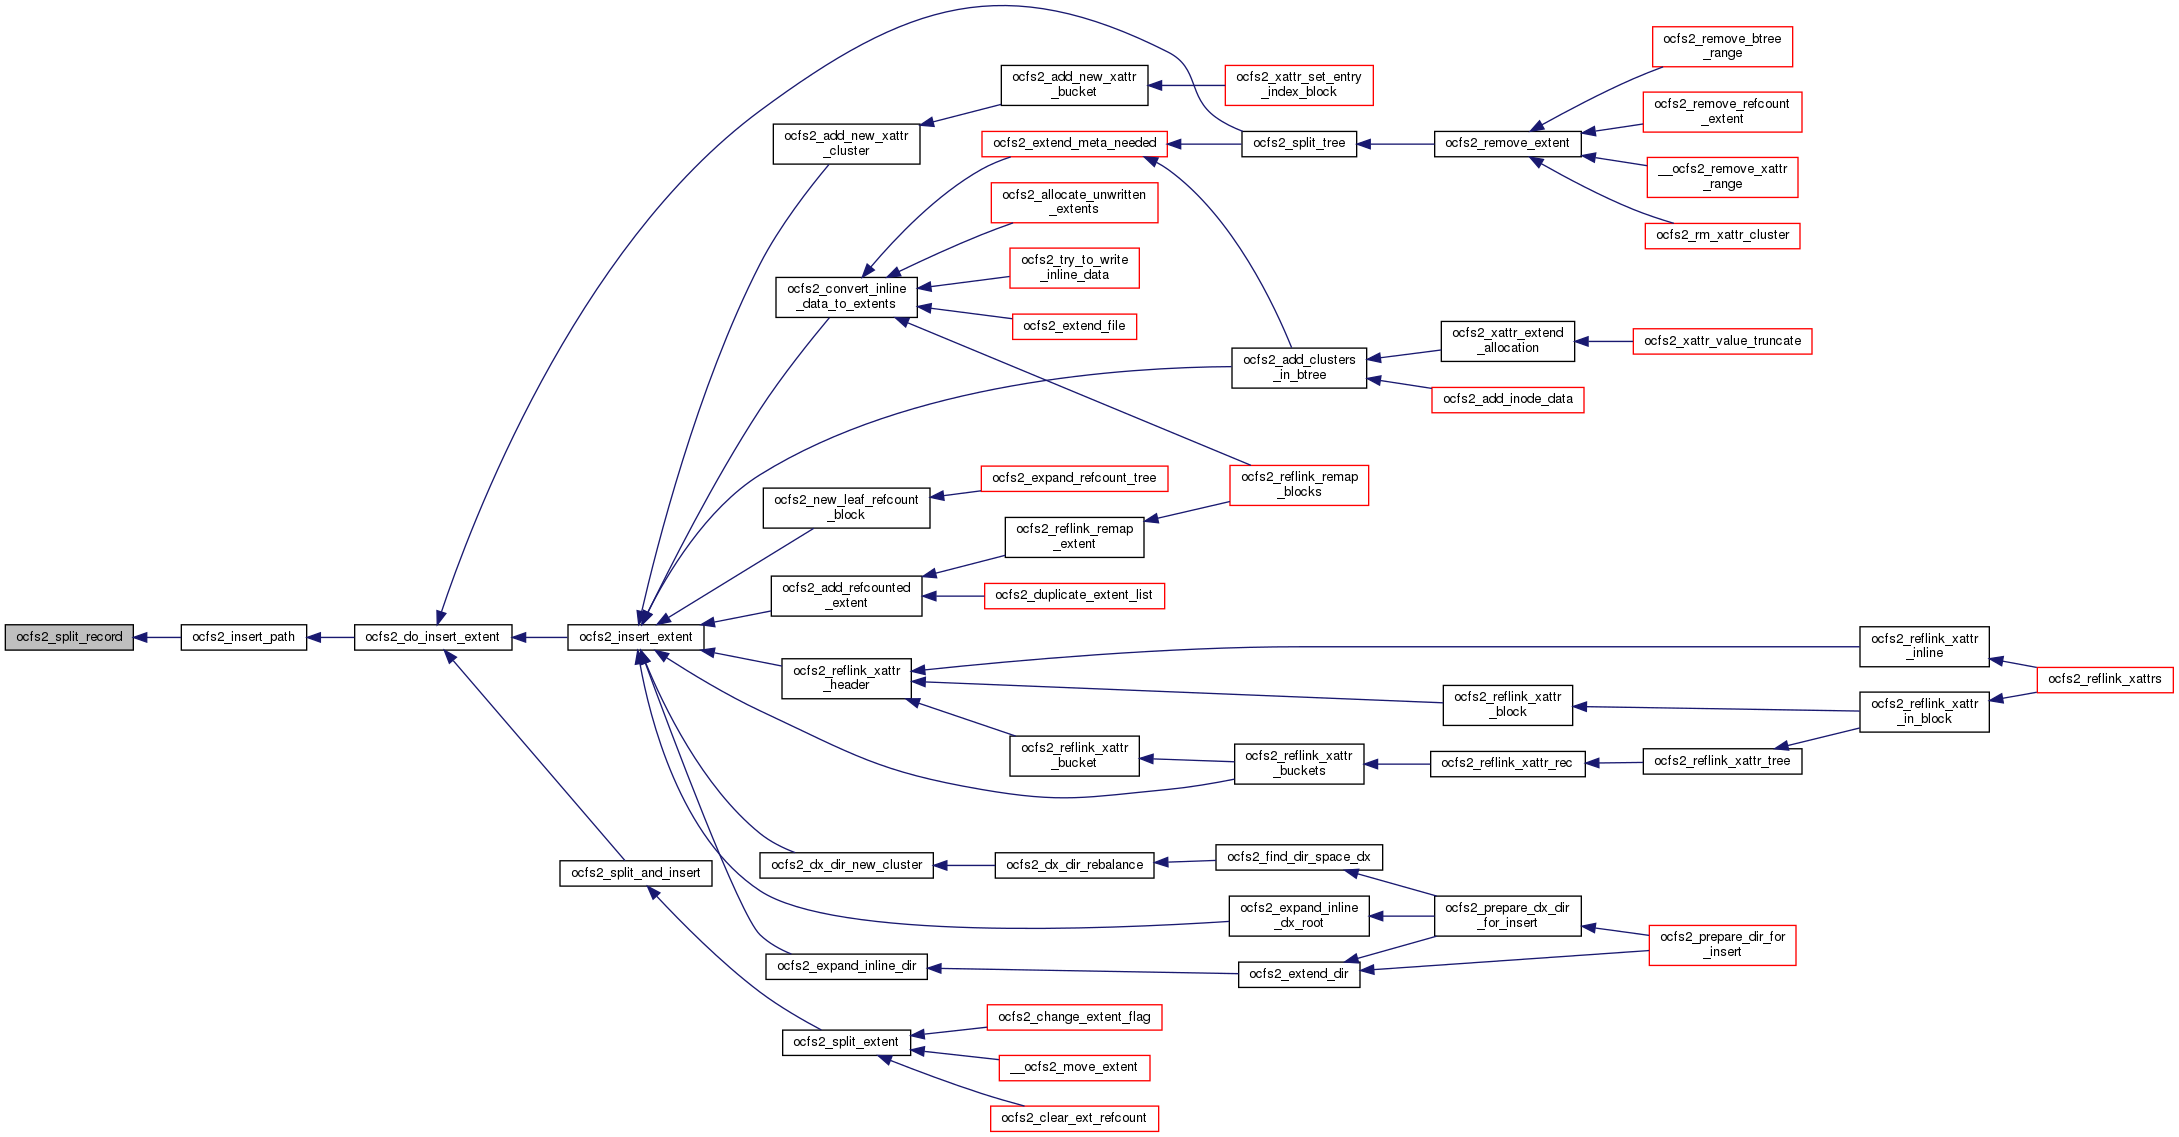 ocfs2_split_record
ocfs2_insert_path
ocfs2_do_insert_extent
ocfs2_split_tree
ocfs2_remove_extent
ocfs2_remove_btree
_range
ocfs2_remove_refcount
_extent
__ocfs2_remove_xattr
_range
ocfs2_rm_xattr_cluster
ocfs2_insert_extent
ocfs2_add_new_xattr
_cluster
ocfs2_add_new_xattr
_bucket
ocfs2_xattr_set_entry
_index_block
ocfs2_convert_inline
_data_to_extents
ocfs2_extend_meta_needed
ocfs2_allocate_unwritten
_extents
ocfs2_try_to_write
_inline_data
ocfs2_extend_file
ocfs2_add_clusters
_in_btree
ocfs2_xattr_extend
_allocation
ocfs2_xattr_value_truncate
ocfs2_add_inode_data
ocfs2_reflink_remap
_blocks
ocfs2_new_leaf_refcount
_block
ocfs2_expand_refcount_tree
ocfs2_add_refcounted
_extent
ocfs2_reflink_remap
_extent
ocfs2_duplicate_extent_list
ocfs2_reflink_xattr
_header
ocfs2_reflink_xattr
_inline
ocfs2_reflink_xattrs
ocfs2_reflink_xattr
_block
ocfs2_reflink_xattr
_in_block
ocfs2_reflink_xattr
_bucket
ocfs2_reflink_xattr
_buckets
ocfs2_reflink_xattr_rec
ocfs2_reflink_xattr_tree
ocfs2_dx_dir_new_cluster
ocfs2_dx_dir_rebalance
ocfs2_find_dir_space_dx
ocfs2_expand_inline
_dx_root
ocfs2_prepare_dx_dir
_for_insert
ocfs2_prepare_dir_for
_insert
ocfs2_expand_inline_dir
ocfs2_extend_dir
ocfs2_split_and_insert
ocfs2_split_extent
ocfs2_change_extent_flag
__ocfs2_move_extent
ocfs2_clear_ext_refcount